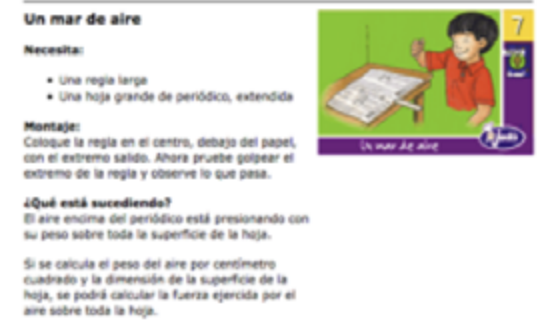 Un mar de aire
Necesita:
• Una regla larga
• Una hoja grande de periódico, extendida
Montaje:
Coloque la regla en el centro, debajo del papel,
con el extremo salido. Ahora pruebe golpear el
extremo de la regla y observe lo que pasa.
¿Qué está sucediendo?
El aire encima del periódico está presionando con
su peso sobre toda la superficie de la hoja.
Si se calcula el peso del aire por centímetro
cuadrado y la dimensión de la superficie de la
hoja, se podrá calcular la fuerza ejercida por el
aire sobre toda la hoja.
7
Un mar de aire